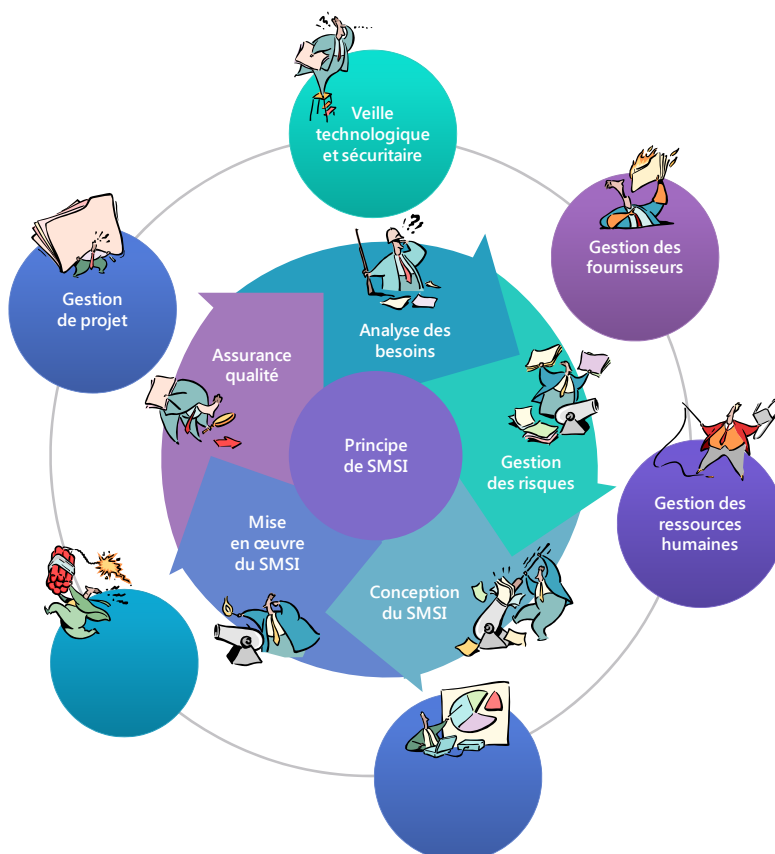 Veille
technologique
et sécuritaire
Gestion des
fournisseurs
Gestion
de projet
Analyse des
besoins
Assurance
qualité
Principe
de SMSI
Gestion
des risques
Gestion des
ressources
humaines
Mise
en œuvre
du SMSI
Conception
du SMSI